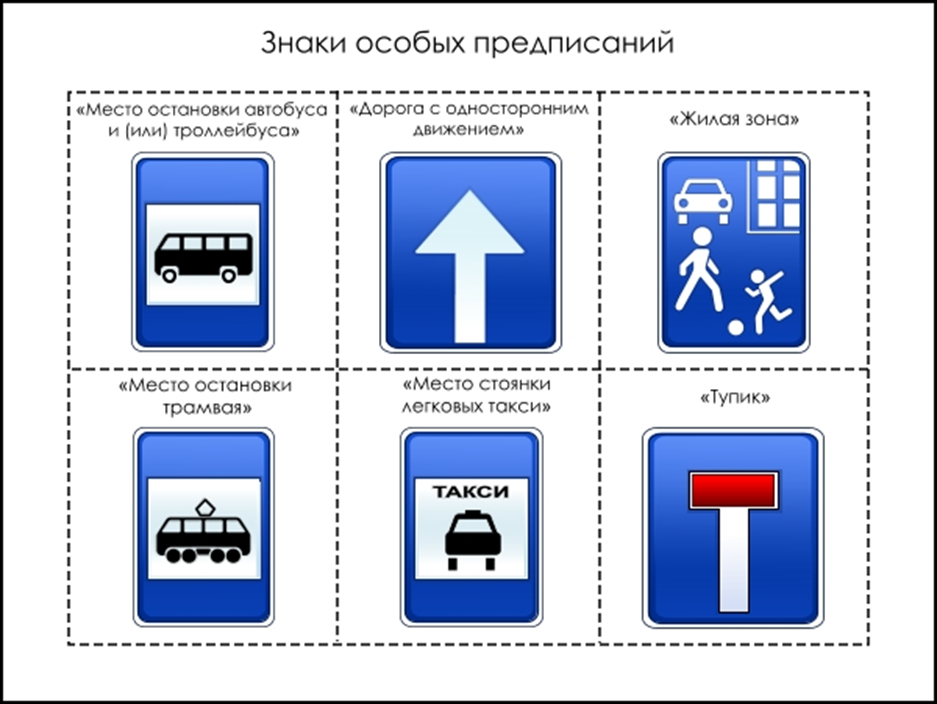 Знаки особых предписаний
«Место остановки автобуса
и (или) троллейбуса»
«Дорога с односторонним
движением»
«Жилая зона»
«Место остановки
трамвая»
«Место стоянки
легковых такси»
ТАКСИ
«Тупик»